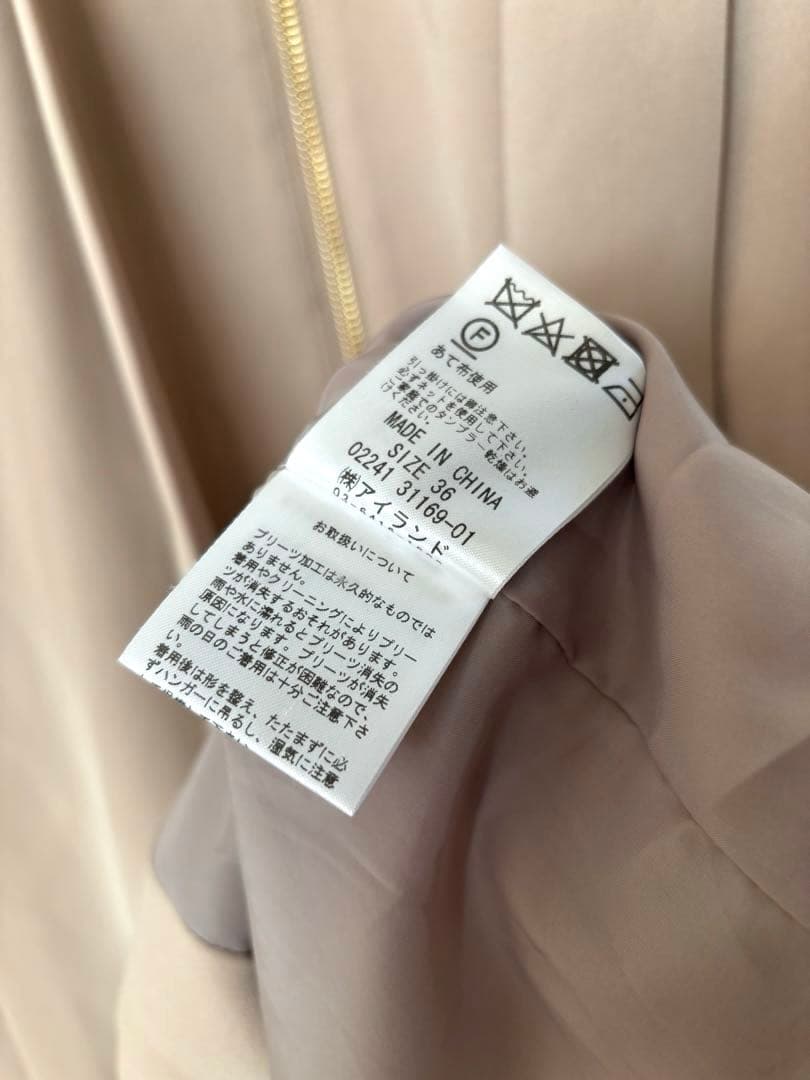 F
あて布使用
引っ掛けには御注意下さい。
必ずネットを使用して下さい。
ご家庭でのタンブラー乾燥はお避
けください。
MADE IN CHINA
SIZE 36
02241 31169-01
㈱アイランド
お取扱いについて
プリーツ加工は永久的なものでは
ありません。
着用やクリーニングによりプリー
ツが消失するおそれがあります。
雨や水に濡れるとプリーツ消失の
原因になります。プリーツが消失
してしまうと修正が困難なので、
雨の日のご着用は十分ご注意下さ
い。
着用後は形を整え、たたまずに必
ずハンガーに吊るし、湿気に注意